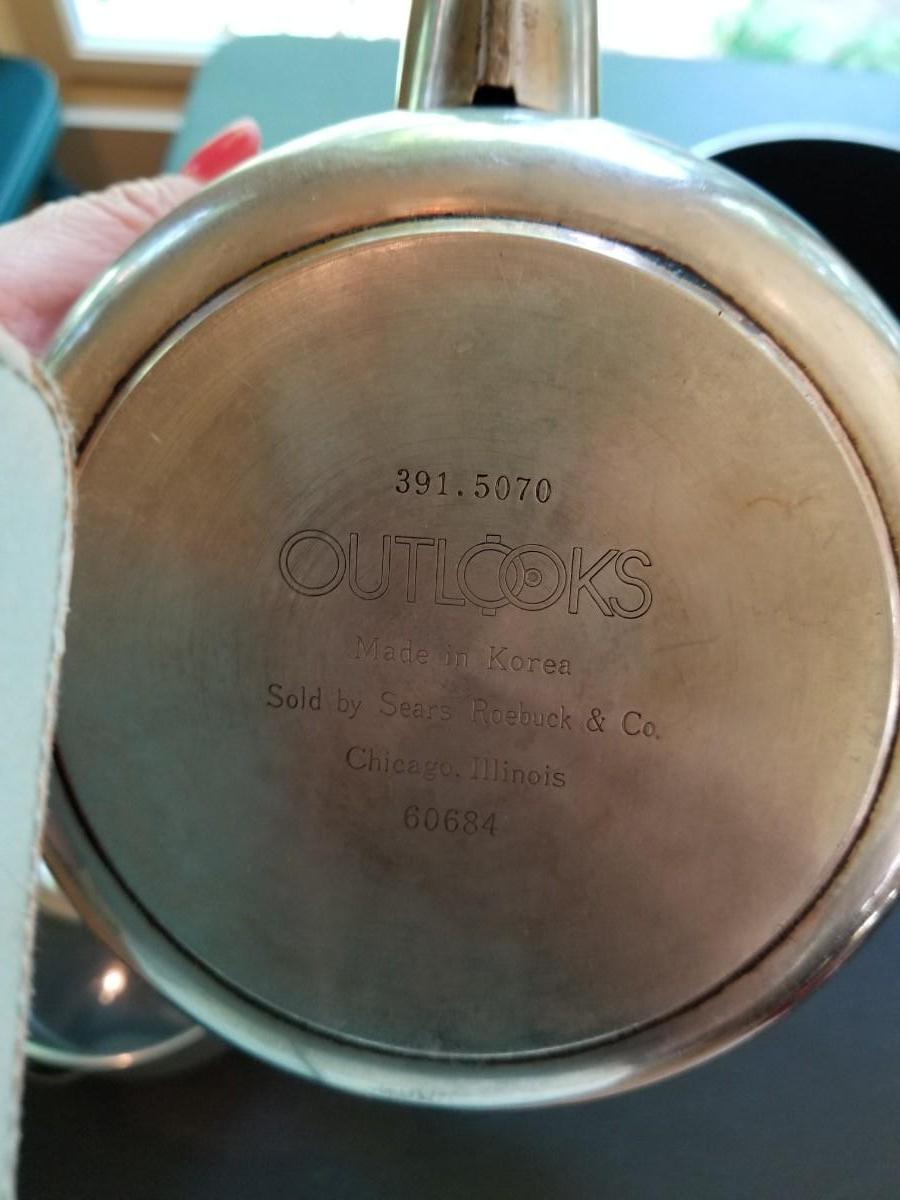 391.5070
OUTLOOKS
Made in Korea
Sold by Sears Roebuck & Co.
Chicago, Illinois
60684